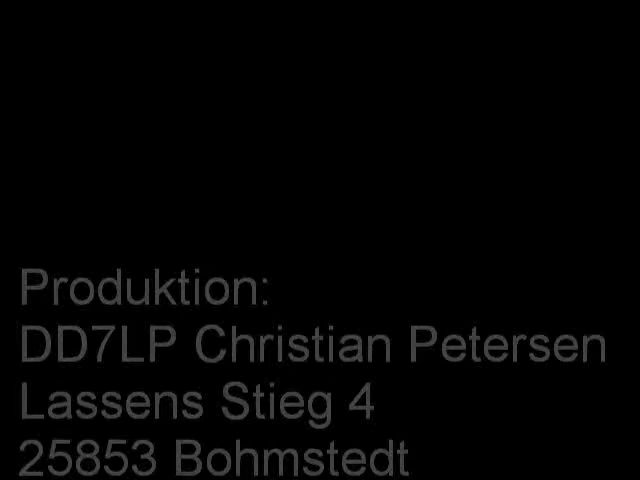 Produktion:
DD7LP Christian Petersen
Lassens Stieg 4
25853 Bohmstedt